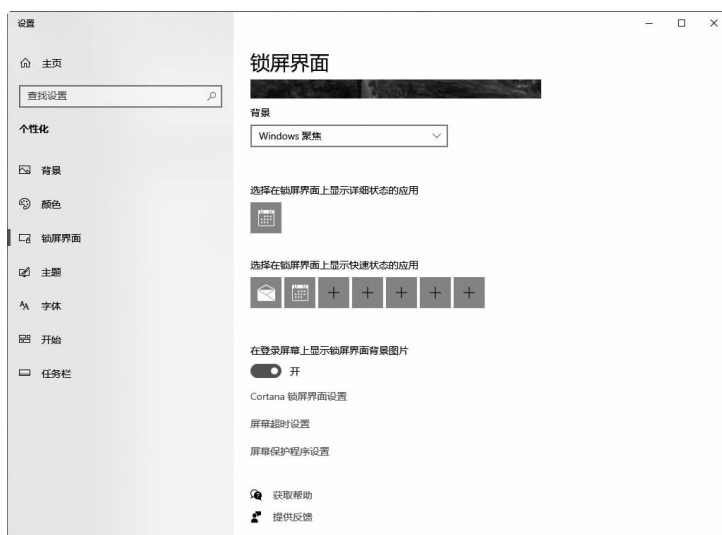 设置
主页
查找设置
个性化
背景
颜色
锁屏界面
主题
字体
开始
任务栏
锁屏界面
背景
Windows 聚焦
选择在锁屏界面上显示详细状态的应用
选择在锁屏界面上显示快速状态的应用
在登录屏幕上显示锁屏界面背景图片
开
Cortana 锁屏界面设置
屏幕超时设置
屏幕保护程序设置
获取帮助
提供反馈